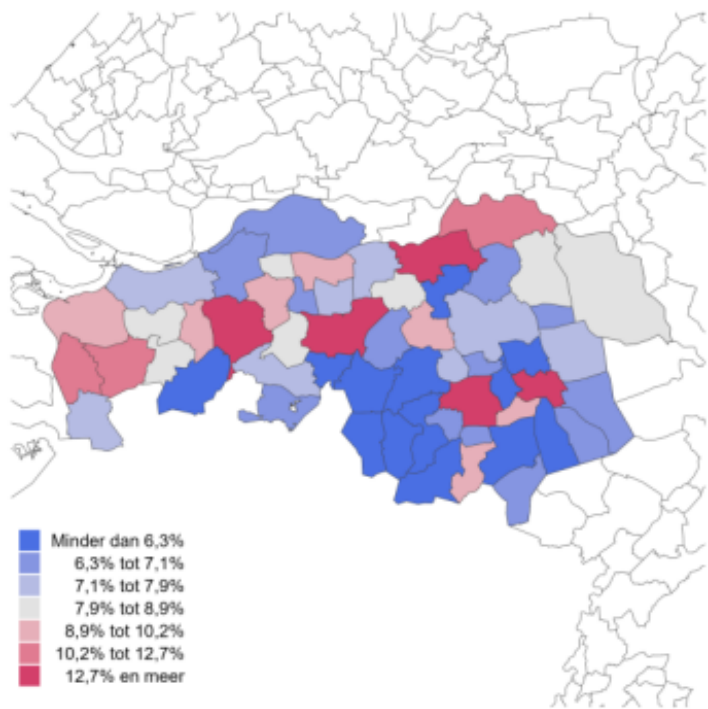 Minder dan 6,3%
6,3% tot 7,1%
7,1% tot 7,9%
7,9% tot 8,9%
8,9% tot 10,2%
10,2% tot 12,7%
12,7% en meer